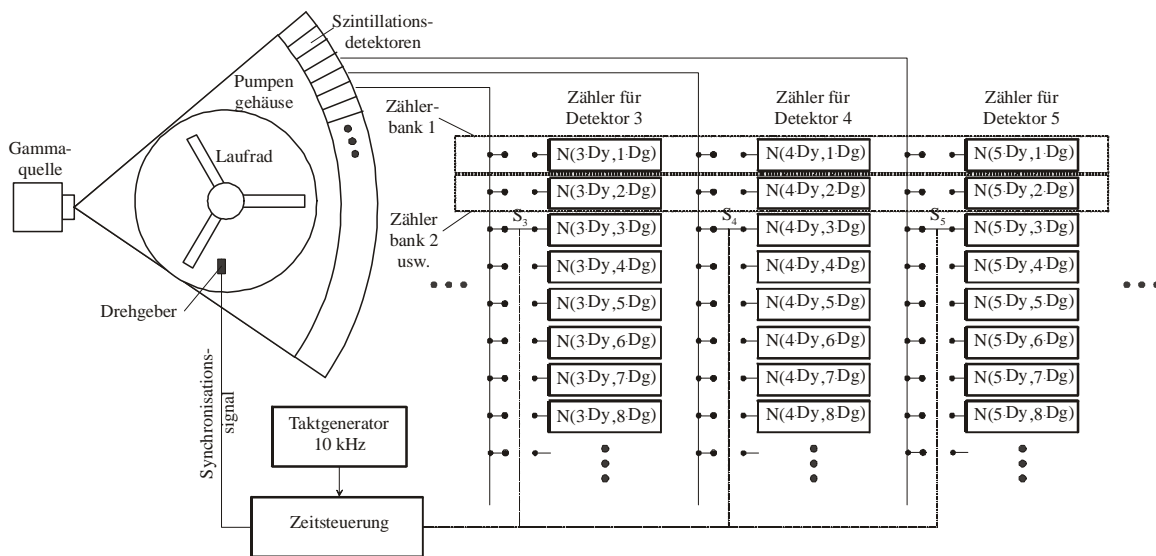 Szintillations-
detektoren
Pumpen
gehäuse
Laufrad
Gamma-
quelle
Drehgeber
Synchronisations-
signal
Taktgenerator
10 kHz
Zeitsteuerung
Zähler-
bank 1
Zähler
bank 2
usw.
Zähler für
Detektor 3
Zähler für
Detektor 4
Zähler für
Detektor 5
N(3·Dy,1·Dg)
N(4·Dy,1·Dg)
N(5·Dy,1·Dg)
N(3·Dy,2·Dg)
N(4·Dy,2·Dg)
N(5·Dy,2·Dg)
S3
S4
S5
N(3·Dy,3·Dg)
N(4·Dy,3·Dg)
N(5·Dy,3·Dg)
N(3·Dy,4·Dg)
N(4·Dy,4·Dg)
N(5·Dy,4·Dg)
N(3·Dy,5·Dg)
N(4·Dy,5·Dg)
N(5·Dy,5·Dg)
N(3·Dy,6·Dg)
N(4·Dy,6·Dg)
N(5·Dy,6·Dg)
N(3·Dy,7·Dg)
N(4·Dy,7·Dg)
N(5·Dy,7·Dg)
N(3·Dy,8·Dg)
N(4·Dy,8·Dg)
N(5·Dy,8·Dg)